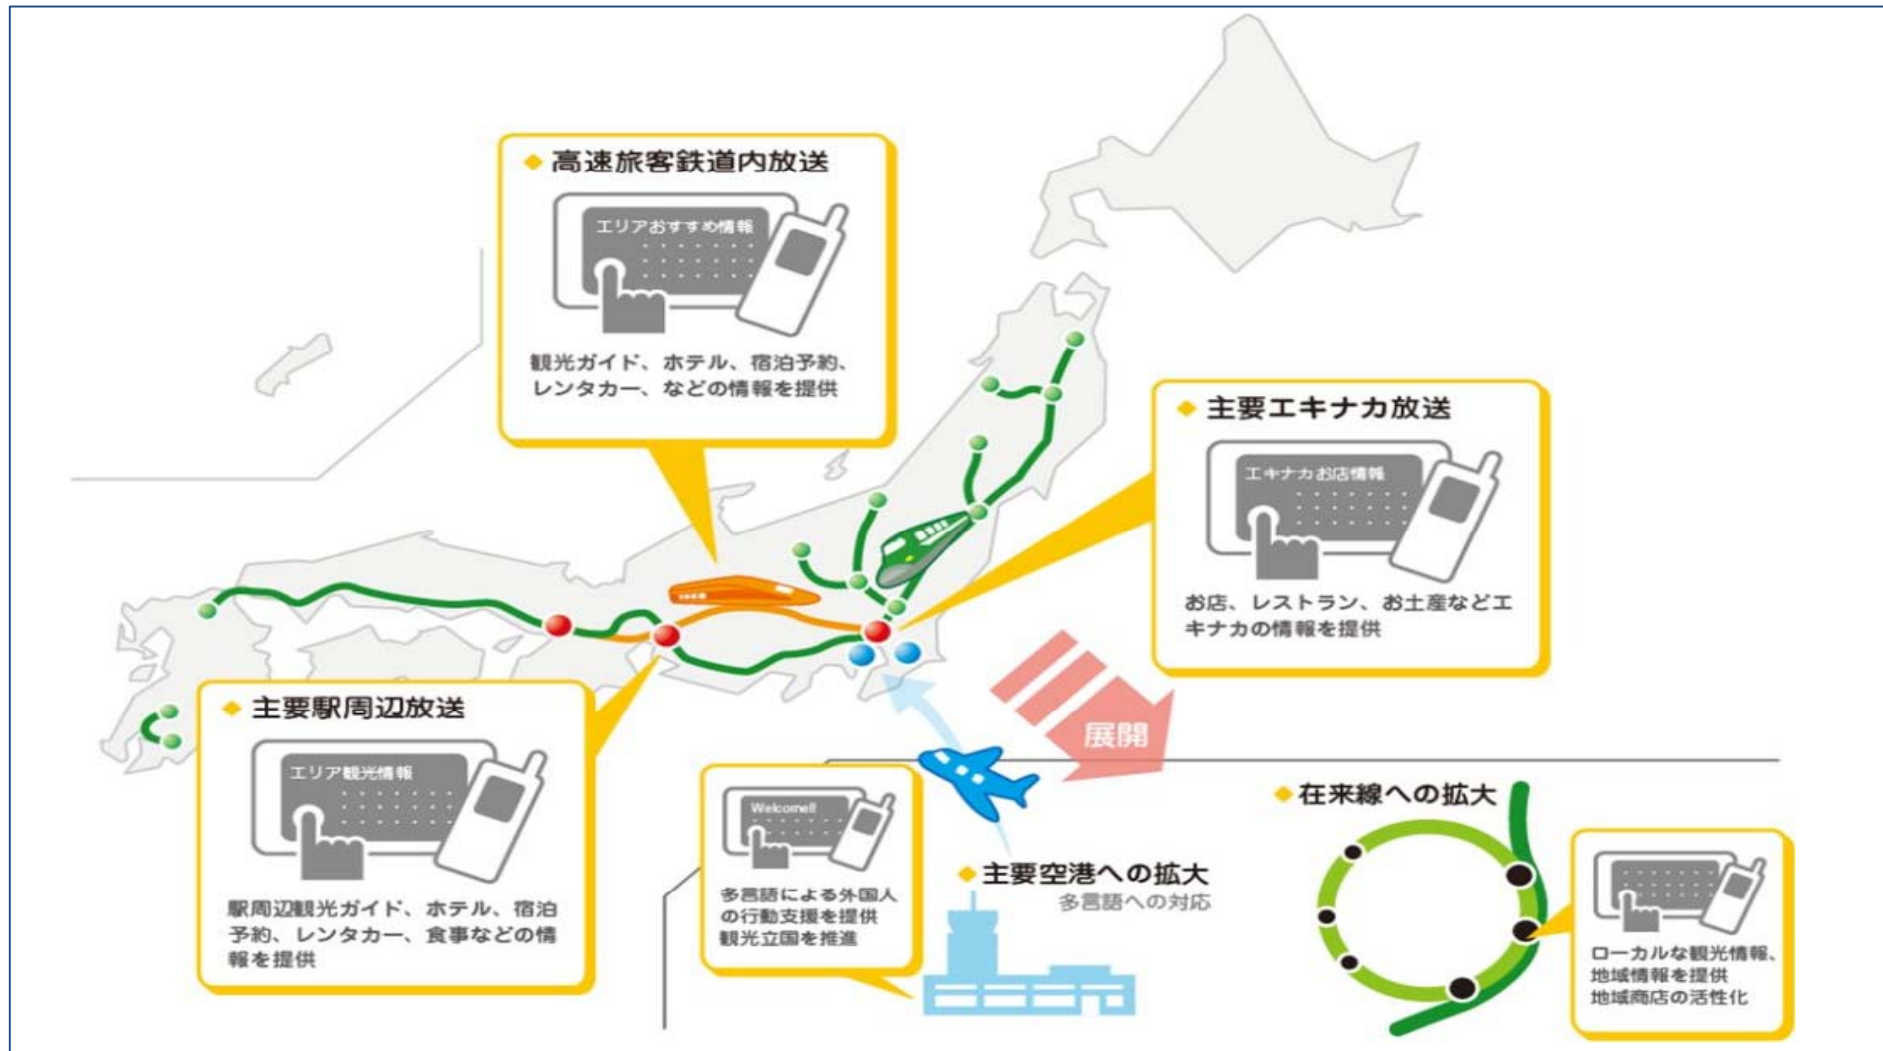 ◆ 高速旅客鉄道内放送
エリアおすすめ情報
観光ガイド、ホテル、宿泊予約、
レンタカー、などの情報を提供
◆ 主要エキナカ放送
エキナカお店情報
お店、レストラン、お土産などエ
キナカの情報を提供
◆ 主要駅周辺放送
エリア観光情報
駅周辺観光ガイド、ホテル、宿泊
予約、レンタカー、食事などの情
報を提供
展開
Welcome!!
多言語による外国人
の行動支援を提供
観光立国を推進
◆ 主要空港への拡大
多言語への対応
◆ 在来線への拡大
ローカルな観光情報、
地域情報を提供
地域商店の活性化